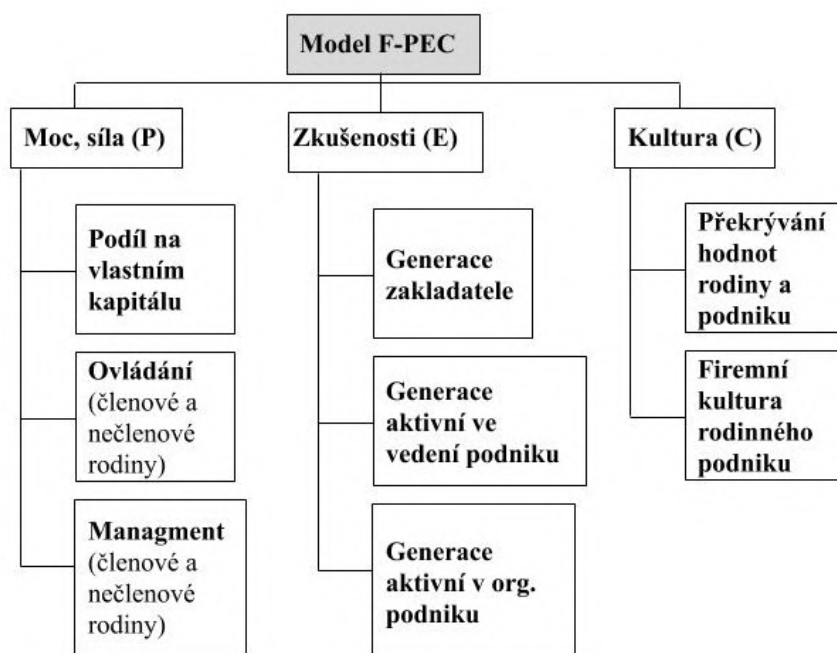 Model F-PEC
Moc, síla (P)
Zkušenosti (E)
Kultura (C)
Podíl na
vlastním
kapitálu
Ovládání
(členové a
nečlenové
rodiny)
Managment
(členové a
nečlenové
rodiny)
Generace
zakladatele
Generace
aktivní ve
vedení podniku
Generace
aktivní v org.
podniku
Překrývání
hodnot
rodiny a
podniku
Firemní
kultura
rodinného
podniku